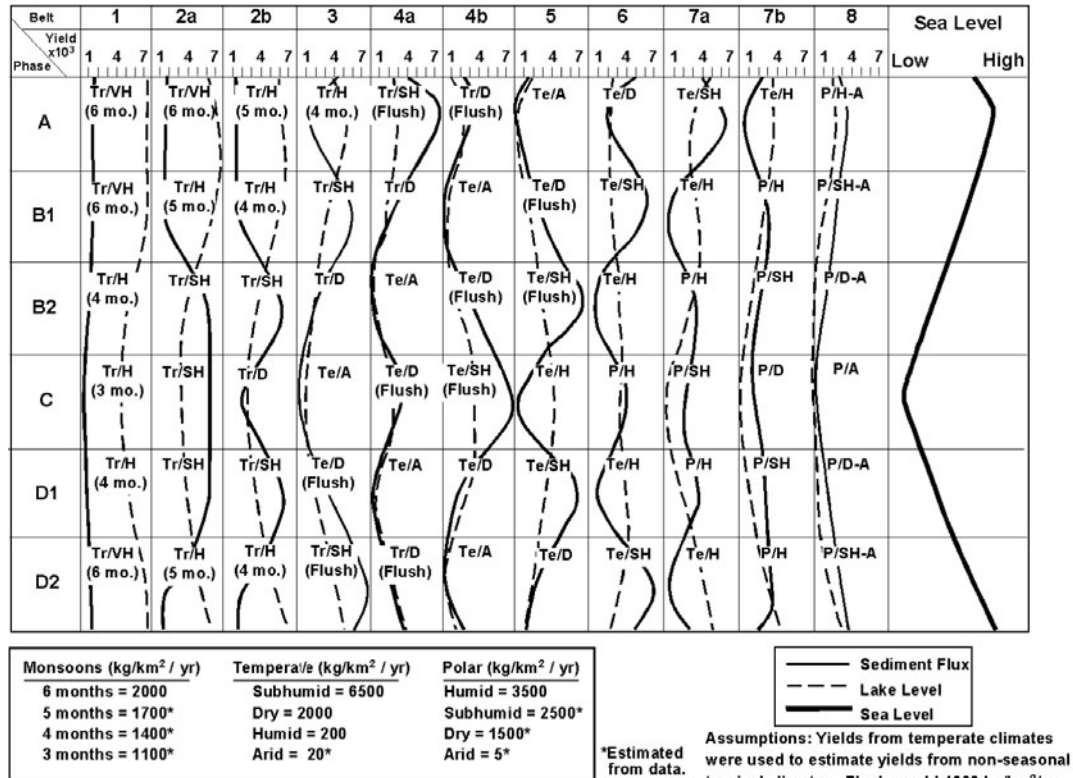 Belt 1 2a 2b 3 4a 4b 5 6 7a 7b 8 Sea Level
Yield x10³
Phase 1 4 7 1 4 7 1 4 7 1 4 7 1 4 7 1 4 7 1 4 7 1 4 7 1 4 7 1 4 7 1 4 7 Low High
A Tr/VH Tr/VH Tr/H Tr/H Tr/SH Tr/D Te/A Te/D Te/SH Te/H P/H-A
(6 mo.) (6 mo.) (5 mo.) (4 mo.) (Flush) (Flush)
B1 Tr/VH Tr/H Tr/H Tr/SH Tr/D Te/A Te/D Te/SH Te/H P/H P/SH-A
(6 mo.) (5 mo.) (4 mo.) (Flush)
B2 Tr/H Tr/SH Tr/SH Tr/D Te/A Te/D Te/SH Te/H P/H P/SH P/D-A
(4 mo.) (Flush) (Flush)
C Tr/H Tr/SH Tr/D Te/A Te/D Te/SH Te/H P/H P/SH P/D P/A
(3 mo.) (Flush) (Flush)
D1 Tr/H Tr/SH Tr/SH Te/D Te/A Te/D Te/SH Te/H P/H P/SH P/D-A
(4 mo.) (Flush)
D2 Tr/VH Tr/H Tr/H Tr/SH Tr/D Te/A Te/D Te/SH Te/H P/H P/SH-A
(6 mo.) (5 mo.) (4 mo.) (Flush) (Flush)
Monsoons (kg/km² / yr) Temperate (kg/km² / yr) Polar (kg/km² / yr)
6 months = 2000 Subhumid = 6500 Humid = 3500
5 months = 1700* Dry = 2000 Subhumid = 2500*
4 months = 1400* Humid = 200 Dry = 1500*
3 months = 1100* Arid = 20* Arid = 5*
*Estimated
from data.
Sediment Flux
Lake Level
Sea Level
Assumptions: Yields from temperate climates
were used to estimate yields from non-seasonal